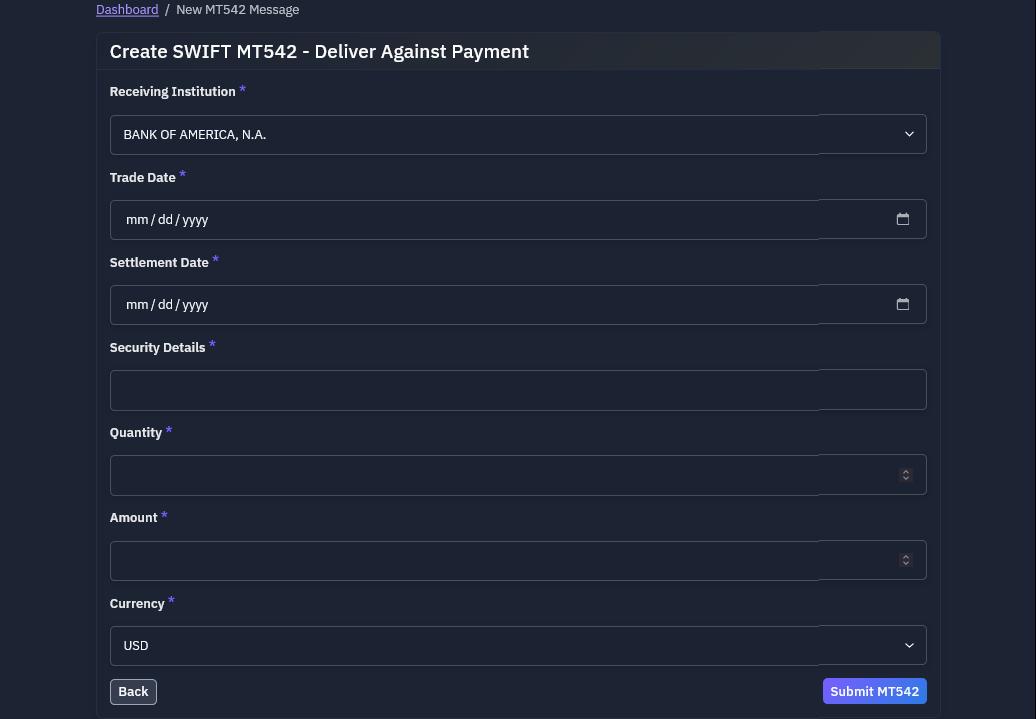 Dashboard / New MT542 Message
Create SWIFT MT542 - Deliver Against Payment
Receiving Institution *
BANK OF AMERICA, N.A.
Trade Date *
mm/dd/yyyy
Settlement Date *
mm/dd/yyyy
Security Details *
Quantity *
Amount *
Currency *
USD
Back Submit MT542